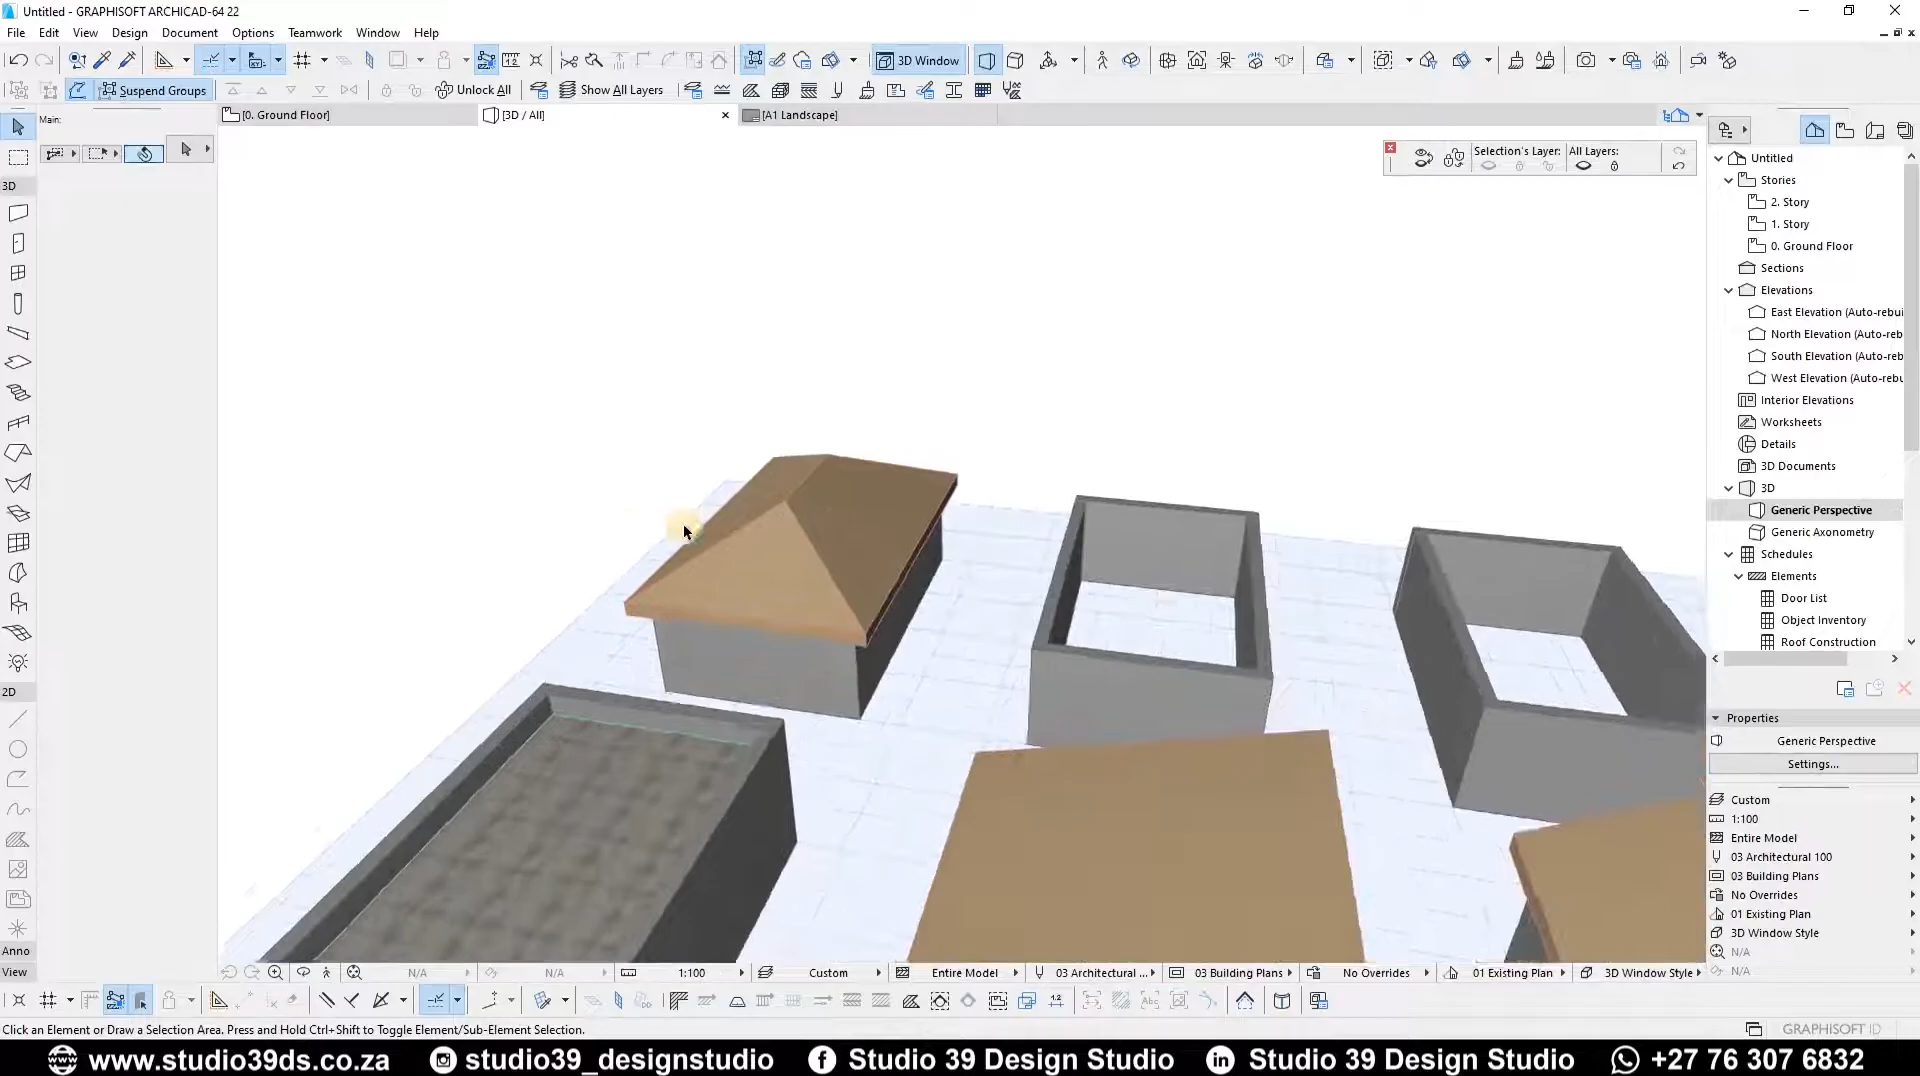 Untitled - GRAPHISOFT ARCHICAD-64 22
File Edit View Design Document Options Teamwork Window Help
3D Window
Suspend Groups
Unlock All
Show All Layers
Main:
[0. Ground Floor]
[3D / All]
[A1 Landscape]
Selection's Layer:
All Layers:
3D
2D
Anno
View
Untitled
Stories
2. Story
1. Story
0. Ground Floor
Sections
Elevations
East Elevation (Auto-rebui
North Elevation (Auto-reb
South Elevation (Auto-reb
West Elevation (Auto-rebu
Interior Elevations
Worksheets
Details
3D Documents
3D
Generic Perspective
Generic Axonometry
Schedules
Elements
Door List
Object Inventory
Roof Construction
Properties
Generic Perspective
Settings...
Custom
1:100
Entire Model
03 Architectural 100
03 Building Plans
No Overrides
01 Existing Plan
3D Window Style
N/A
N/A
N/A N/A 1:100 Custom Entire Model 03 Architectural ... 03 Building Plans No Overrides 01 Existing Plan 3D Window Style
Click an Element or Draw a Selection Area. Press and Hold Ctrl+Shift to Toggle Element/Sub-Element Selection.
GRAPHISOFT ID
www.studio39ds.co.za studio39_designstudio Studio 39 Design Studio Studio 39 Design Studio +27 76 307 6832